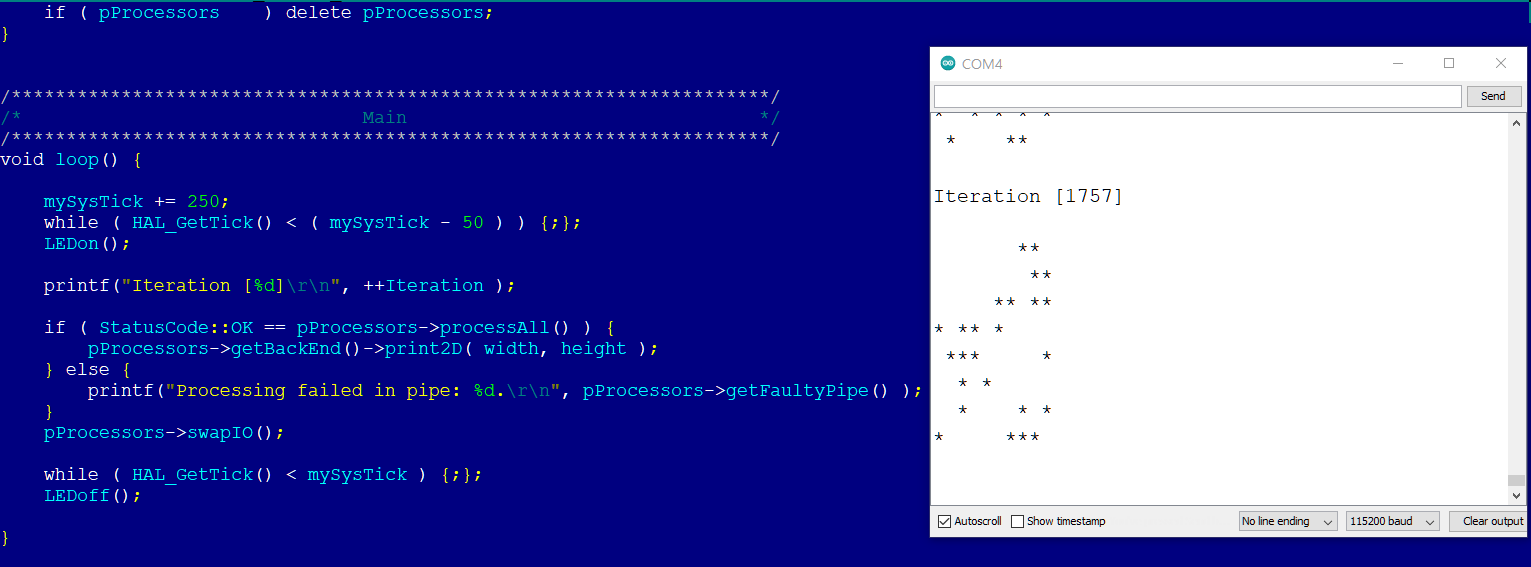 if ( pProcessors    ) delete pProcessors;
}
/*********************************************************************/
/*                               Main                                */
/*********************************************************************/
void loop() {
    mySysTick += 250;
    while ( HAL_GetTick() < ( mySysTick - 50 ) ) {;};
    LEDon();
    printf("Iteration [%d]\r\n", ++Iteration );
    if ( StatusCode::OK == pProcessors->processAll() ) {
        pProcessors->getBackEnd()->print2D( width, height );
    } else {
        printf("Processing failed in pipe: %d.\r\n", pProcessors->getFaultyPipe() );
    }
    pProcessors->swapIO();
    while ( HAL_GetTick() < mySysTick ) {;};
    LEDoff();
}
COM4
Send
*  * * * *
 *    **
Iteration [1757]
       **
        **
     ** **
* ** *
 ***     *
  * *
  *    * *
*     ***
Autoscroll Show timestamp No line ending 115200 baud Clear output